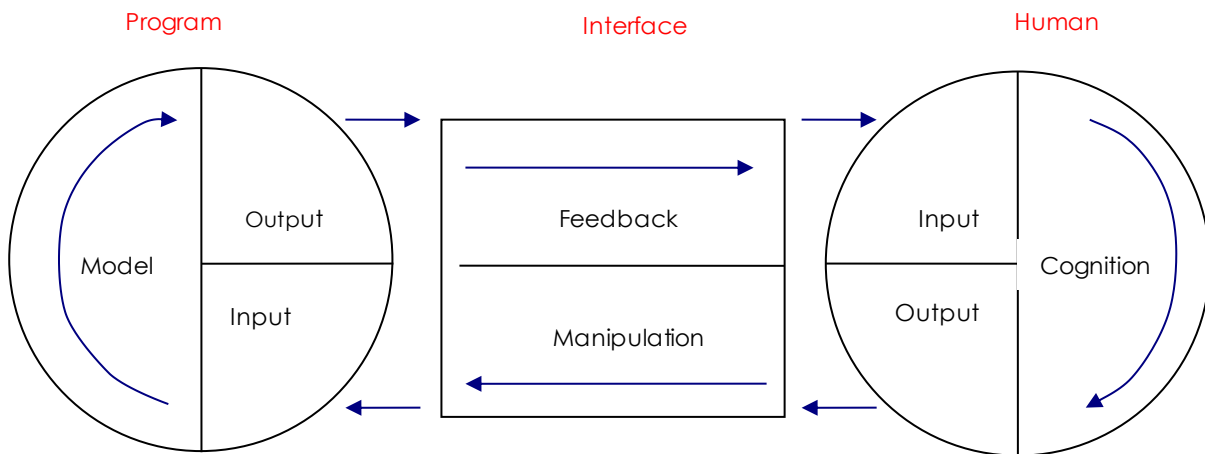 Program
Interface
Human
Output
Feedback
Input
Model
Cognition
Input
Output
Manipulation